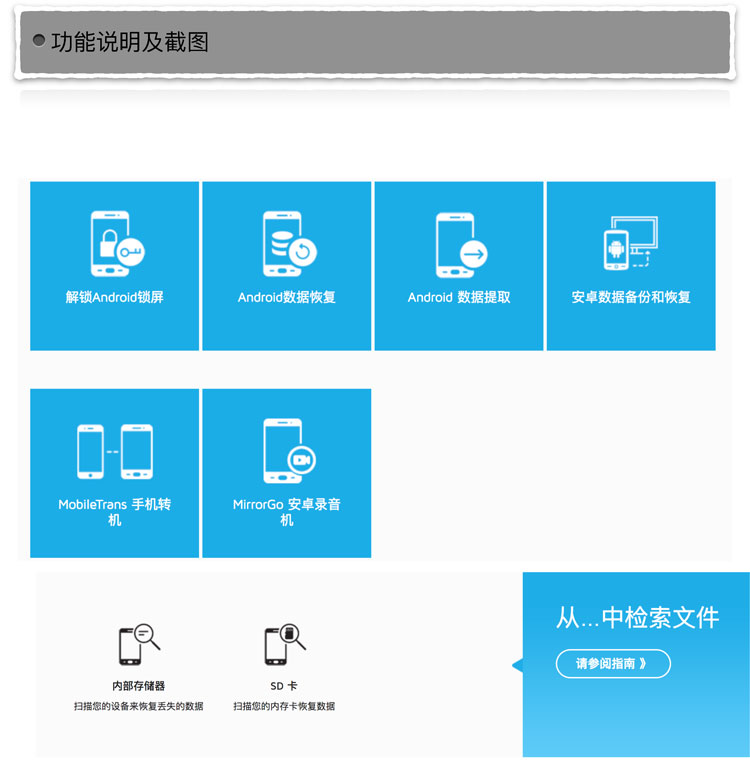 功能说明及截图
解锁Android锁屏
Android数据恢复
Android 数据提取
安卓数据备份和恢复
MobileTrans 手机转
机
MirrorGo 安卓录音
机
内部存储器
扫描您的设备来恢复丢失的数据
SD 卡
扫描您的内存卡恢复数据
从...中检索文件
请参阅指南 》